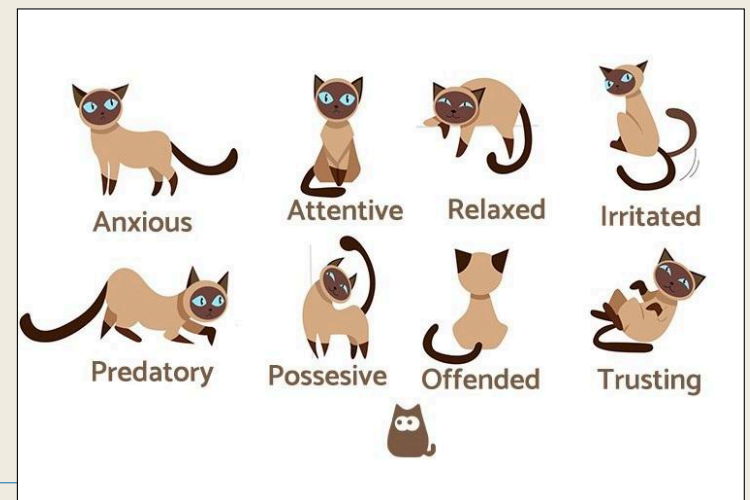 Anxious
Attentive
Relaxed
Irritated
Predatory
Possesive
Offended
Trusting